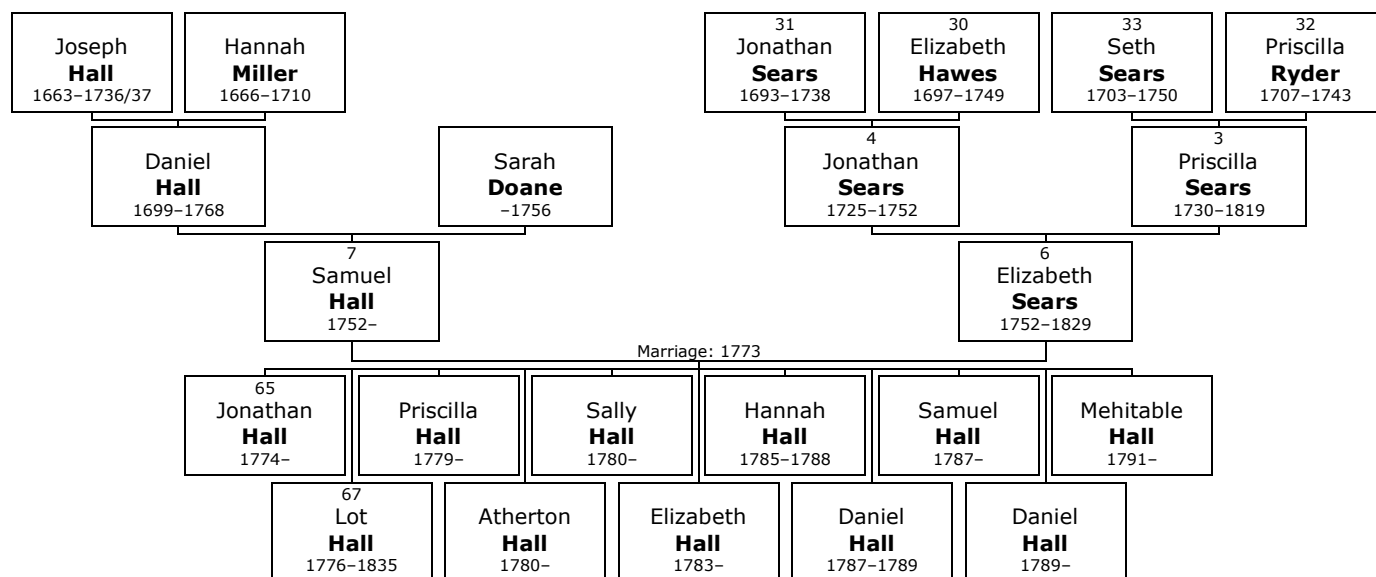 Joseph
Hall
1663–1736/37
Hannah
Miller
1666–1710
31
Jonathan
Sears
1693–1738
30
Elizabeth
Hawes
1697–1749
33
Seth
Sears
1703–1750
32
Priscilla
Ryder
1707–1743
Daniel
Hall
1699–1768
Sarah
Doane
–1756
4
Jonathan
Sears
1725–1752
3
Priscilla
Sears
1730–1819
7
Samuel
Hall
1752–
6
Elizabeth
Sears
1752–1829
Marriage: 1773
65
Jonathan
Hall
1774–
Priscilla
Hall
1779–
Sally
Hall
1780–
Hannah
Hall
1785–1788
Samuel
Hall
1787–
Mehitable
Hall
1791–
67
Lot
Hall
1776–1835
Atherton
Hall
1780–
Elizabeth
Hall
1783–
Daniel
Hall
1787–1789
Daniel
Hall
1789–